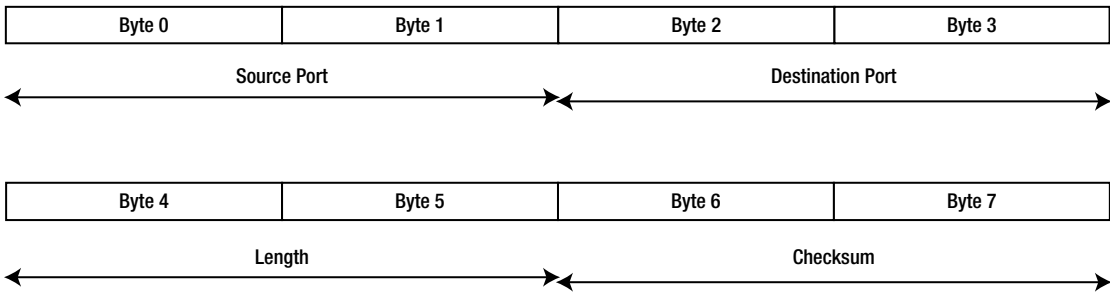 Byte 0 Byte 1 Byte 2 Byte 3
Source Port Destination Port
Byte 4 Byte 5 Byte 6 Byte 7
Length Checksum